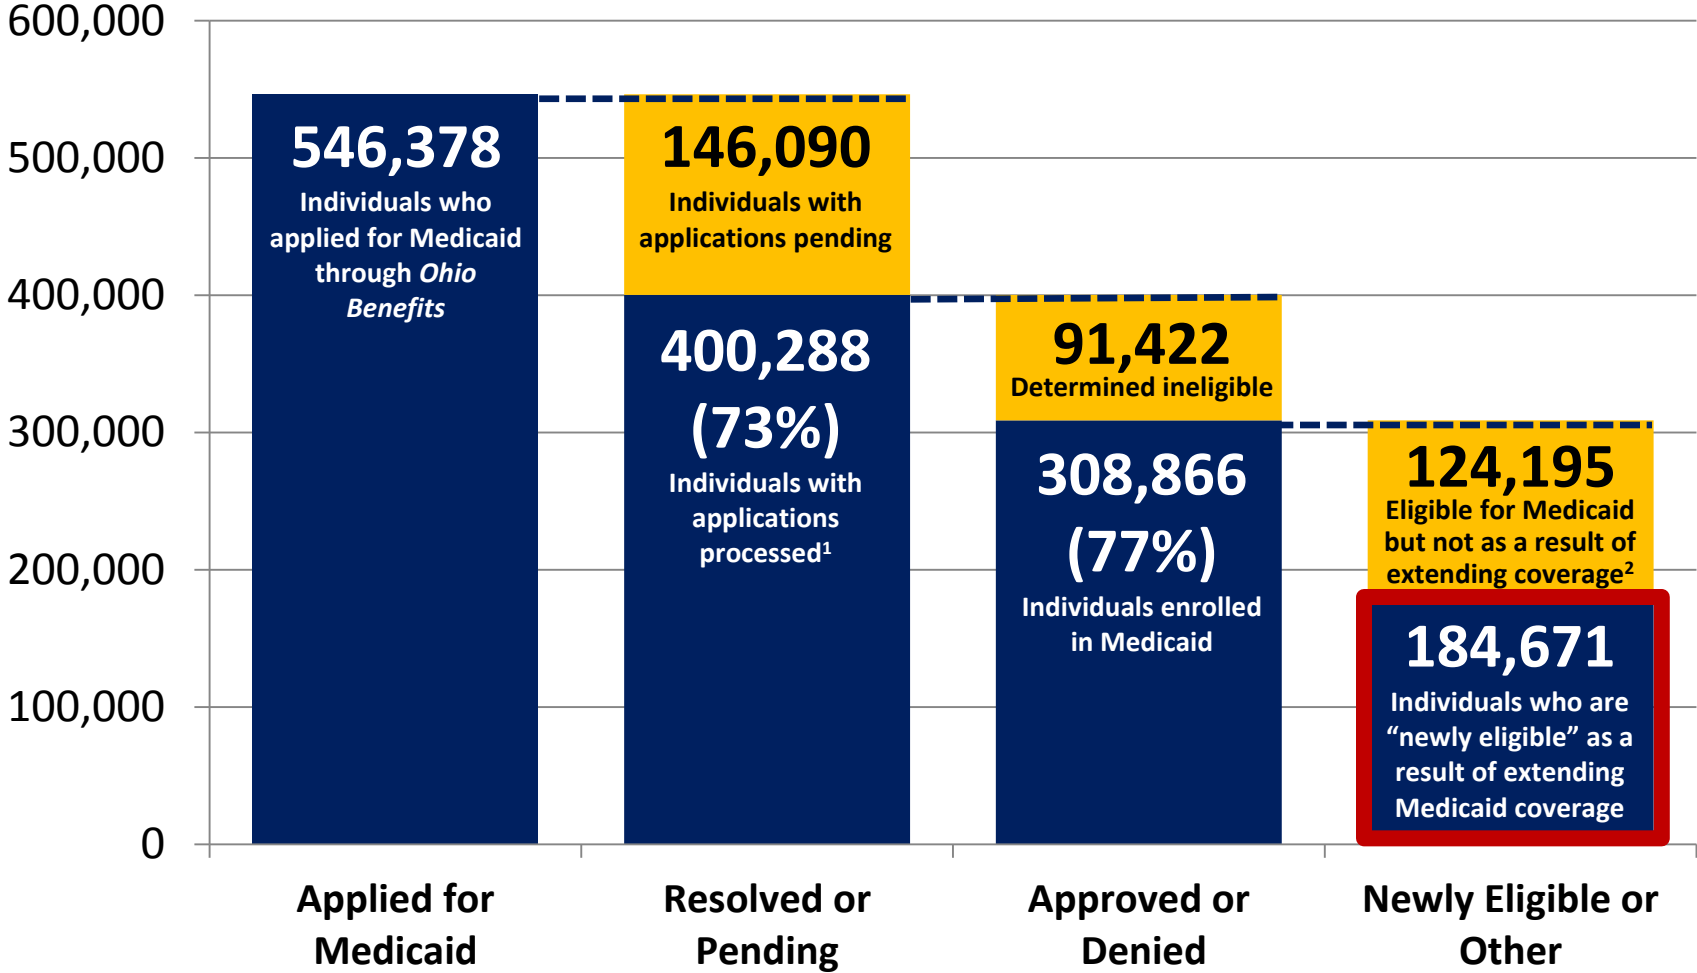 600,000
500,000
400,000
300,000
200,000
100,000
0
546,378
Individuals who
applied for Medicaid
through Ohio
Benefits
146,090
Individuals with
applications pending
400,288
(73%)
Individuals with
applications
processed¹
91,422
Determined ineligible
308,866
(77%)
Individuals enrolled
in Medicaid
124,195
Eligible for Medicaid
but not as a result of
extending coverage²
184,671
Individuals who are
“newly eligible” as a
result of extending
Medicaid coverage
Applied for
Medicaid
Resolved or
Pending
Approved or
Denied
Newly Eligible or
Other